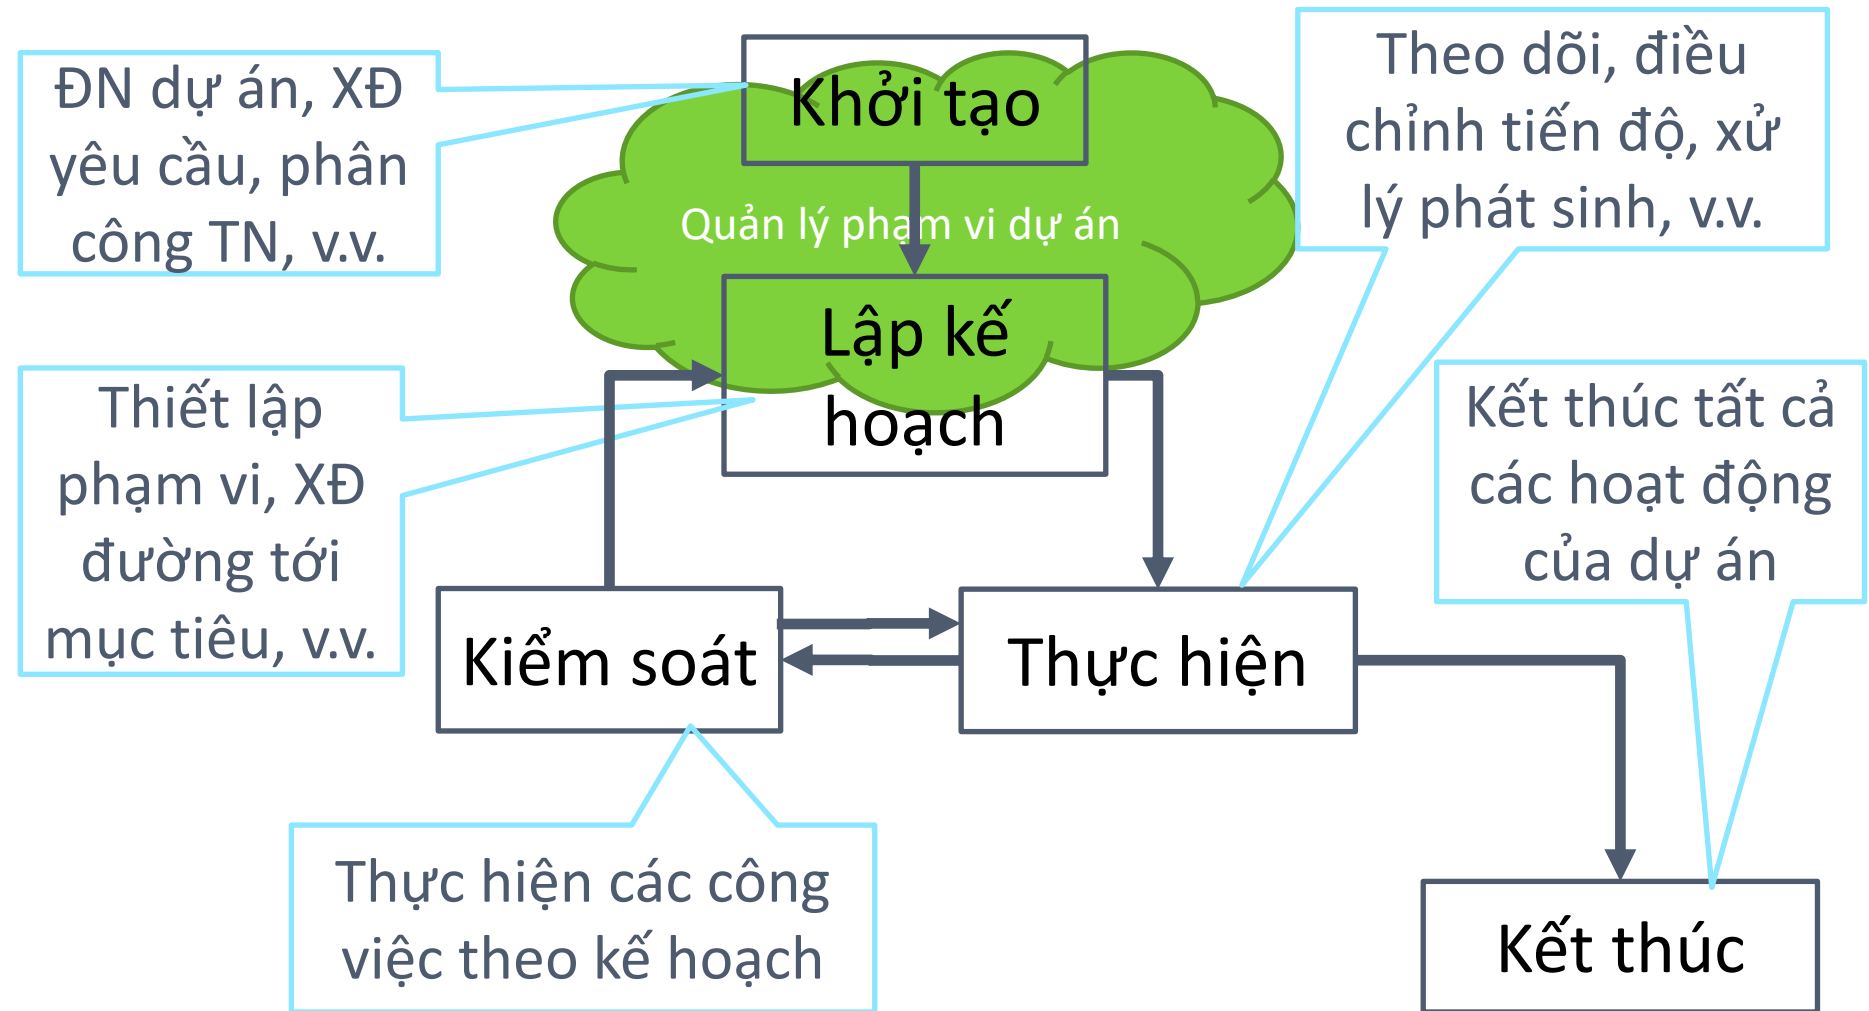 ĐN dự án, XĐ
yêu cầu, phân
công TN, v.v.
Khởi tạo
Theo dõi, điều
chỉnh tiến độ, xử
lý phát sinh, v.v.
Quản lý phạm vi dự án
Lập kế
hoạch
Thiết lập
phạm vi, XĐ
đường tới
mục tiêu, v.v.
Kết thúc tất cả
các hoạt động
của dự án
Kiểm soát
Thực hiện
Thực hiện các công
việc theo kế hoạch
Kết thúc